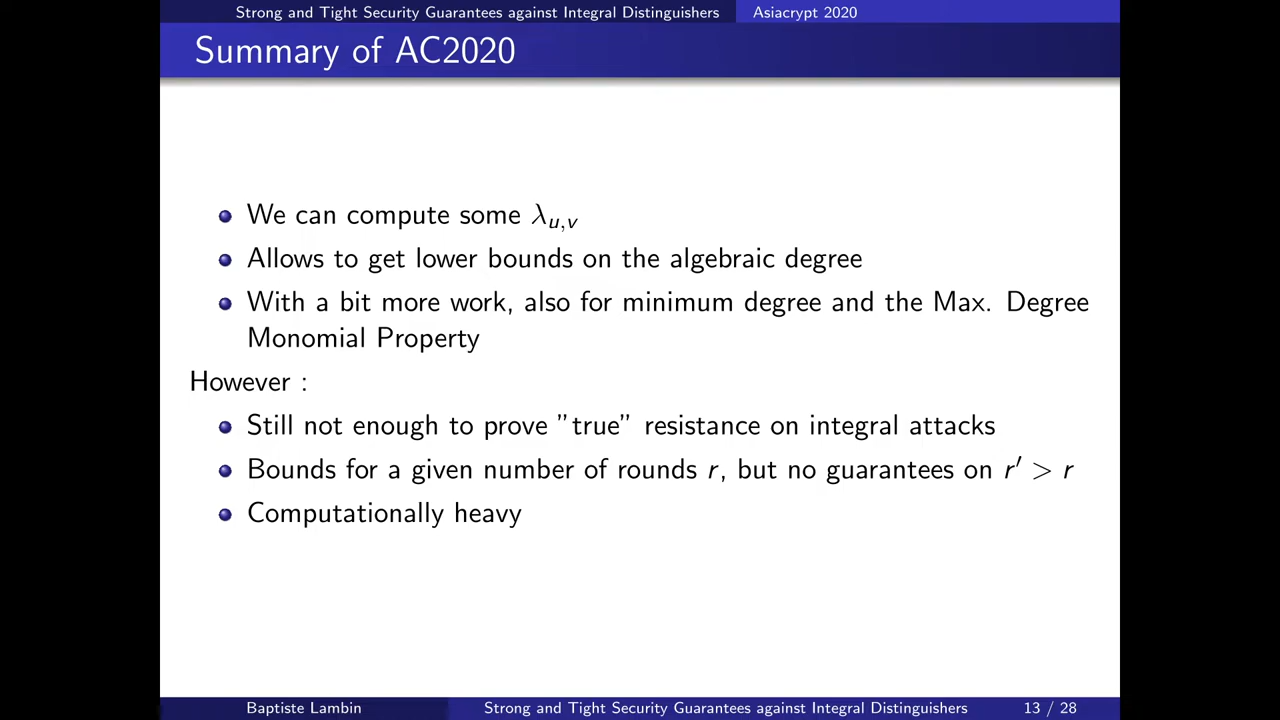 Strong and Tight Security Guarantees against Integral Distinguishers Asiacrypt 2020
Summary of AC2020
We can compute some λu,v
Allows to get lower bounds on the algebraic degree
With a bit more work, also for minimum degree and the Max. Degree
Monomial Property
However :
Still not enough to prove ”true” resistance on integral attacks
Bounds for a given number of rounds r, but no guarantees on r′ > r
Computationally heavy
Baptiste Lambin Strong and Tight Security Guarantees against Integral Distinguishers 13 / 28